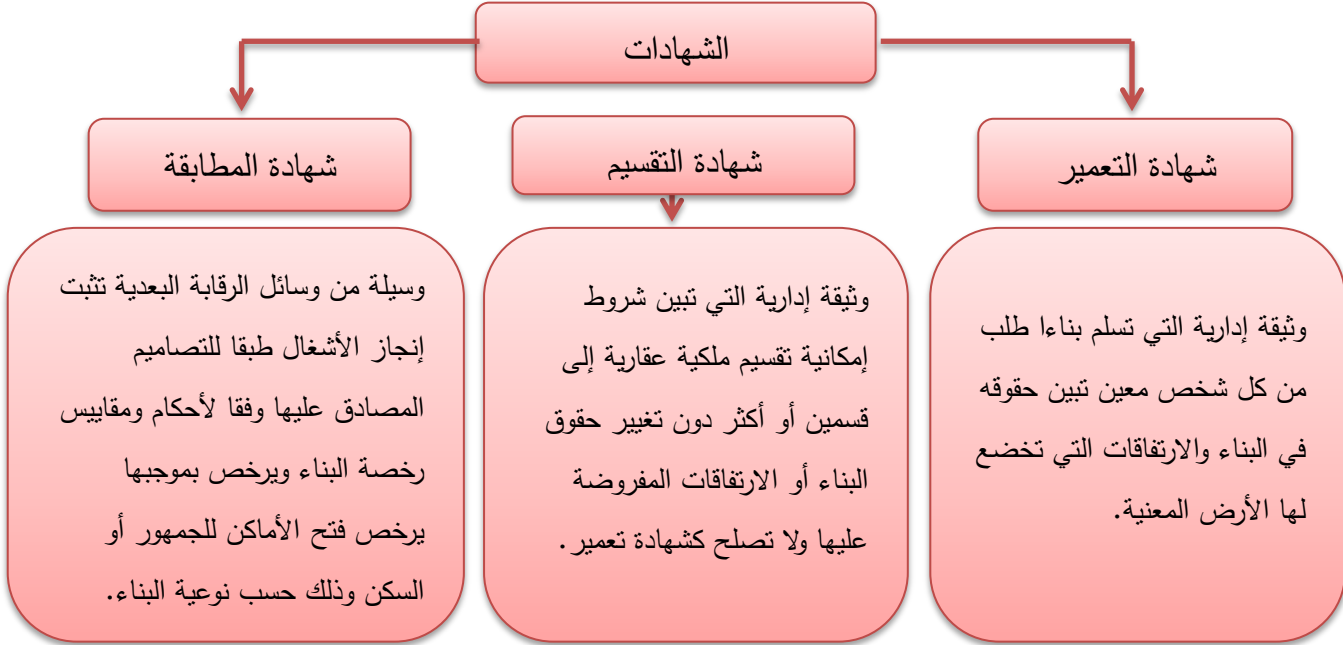 الشهادات
شهادة التعمير
شهادة التقسيم
شهادة المطابقة
وثيقة إدارية التي تسلم بناءا طلب
من كل شخص معين تبين حقوقه
في البناء والارتفاقات التي تخضع
لها الأرض المعنية.
وثيقة إدارية التي تبين شروط
إمكانية تقسيم ملكية عقارية إلى
قسمين أو أكثر دون تغيير حقوق
البناء أو الارتفاقات المفروضة
عليها ولا تصلح كشهادة تعمير.
وسيلة من وسائل الرقابة البعدية تثبت
إنجاز الأشغال طبقا للتصاميم
المصادق عليها وفقا لأحكام ومقاييس
رخصة البناء ويرخص بموجبها
يرخص فتح الأماكن للجمهور أو
السكن وذلك حسب نوعية البناء.